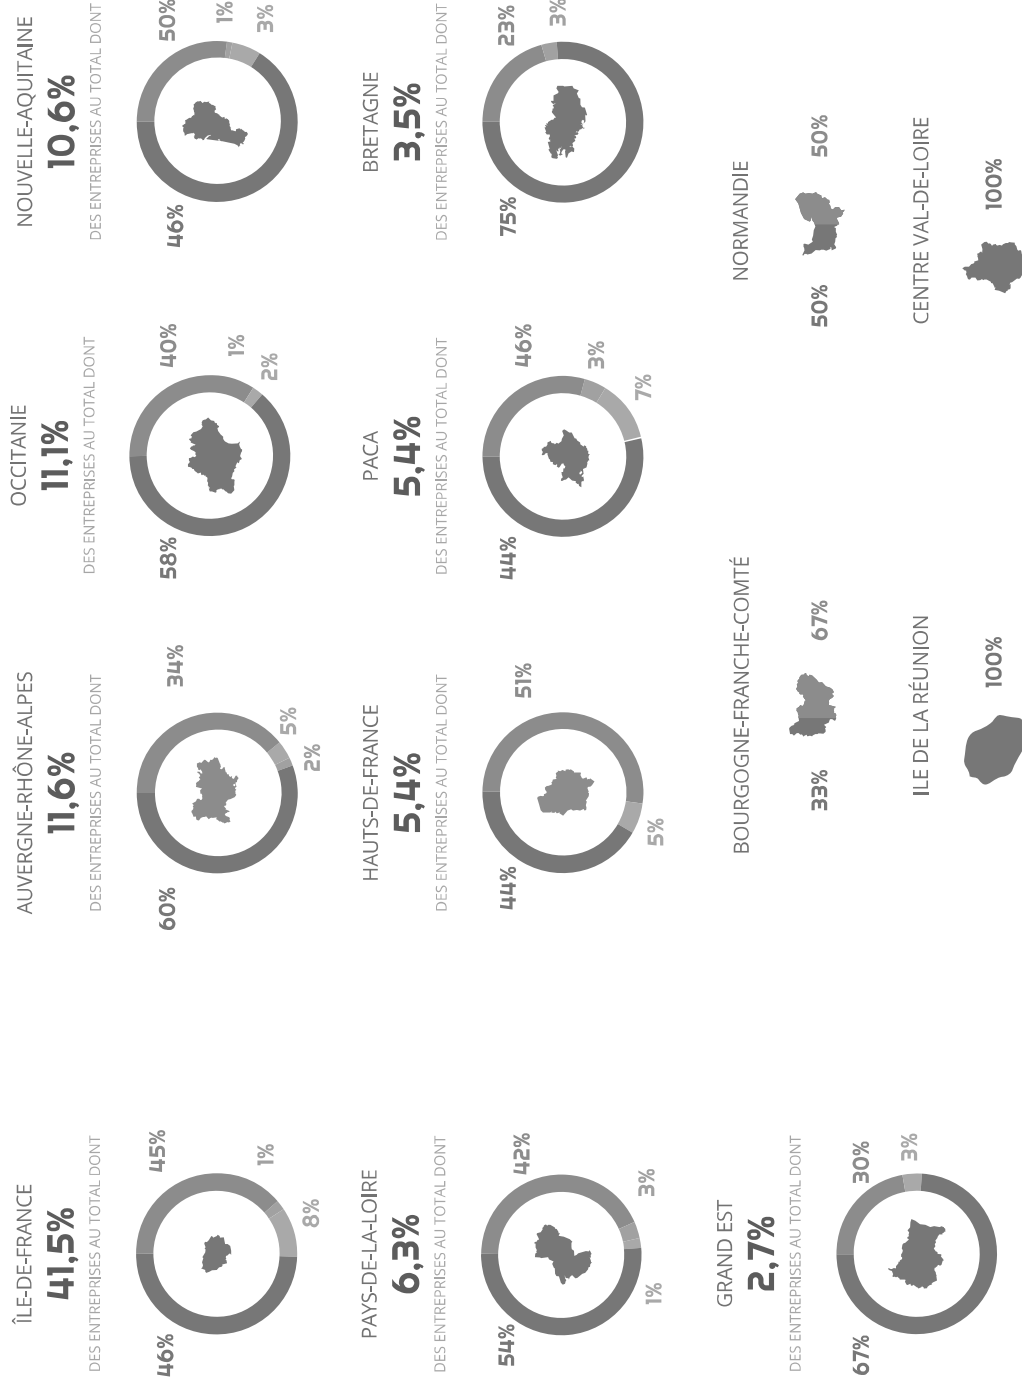 ÎLE-DE-FRANCE
41,5%
DES ENTREPRISES AU TOTAL DONT
46%
45%
1%
8%
AUVERGNE-RHÔNE-ALPES
11,6%
DES ENTREPRISES AU TOTAL DONT
60%
34%
5%
2%
OCCITANIE
11,1%
DES ENTREPRISES AU TOTAL DONT
58%
40%
1%
2%
NOUVELLE-AQUITAINE
10,6%
DES ENTREPRISES AU TOTAL DONT
46%
50%
1%
3%
PAYS-DE-LA-LOIRE
6,3%
DES ENTREPRISES AU TOTAL DONT
54%
42%
3%
1%
HAUTS-DE-FRANCE
5,4%
DES ENTREPRISES AU TOTAL DONT
44%
51%
5%
PACA
5,4%
DES ENTREPRISES AU TOTAL DONT
44%
46%
3%
7%
BRETAGNE
3,5%
DES ENTREPRISES AU TOTAL DONT
75%
23%
3%
GRAND EST
2,7%
DES ENTREPRISES AU TOTAL DONT
67%
30%
3%
BOURGOGNE-FRANCHE-COMTÉ
33%
67%
NORMANDIE
50%
50%
ILE DE LA RÉUNION
100%
CENTRE VAL-DE-LOIRE
100%